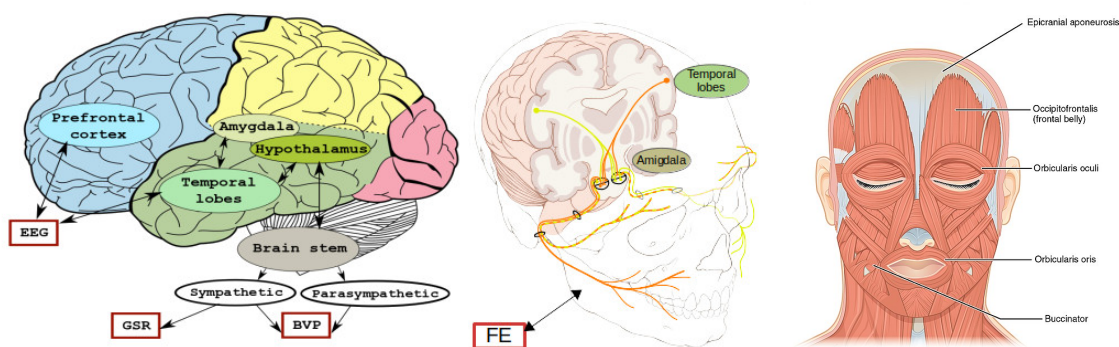 Prefrontal
cortex
Amygdala
Hypothalamus
Temporal
lobes
EEG
Brain stem
Sympathetic
Parasympathetic
GSR
BVP
Temporal
lobes
Amigdala
FE
Epicranial aponeurosis
Occipitofrontalis
(frontal belly)
Orbicularis oculi
Orbicularis oris
Buccinator